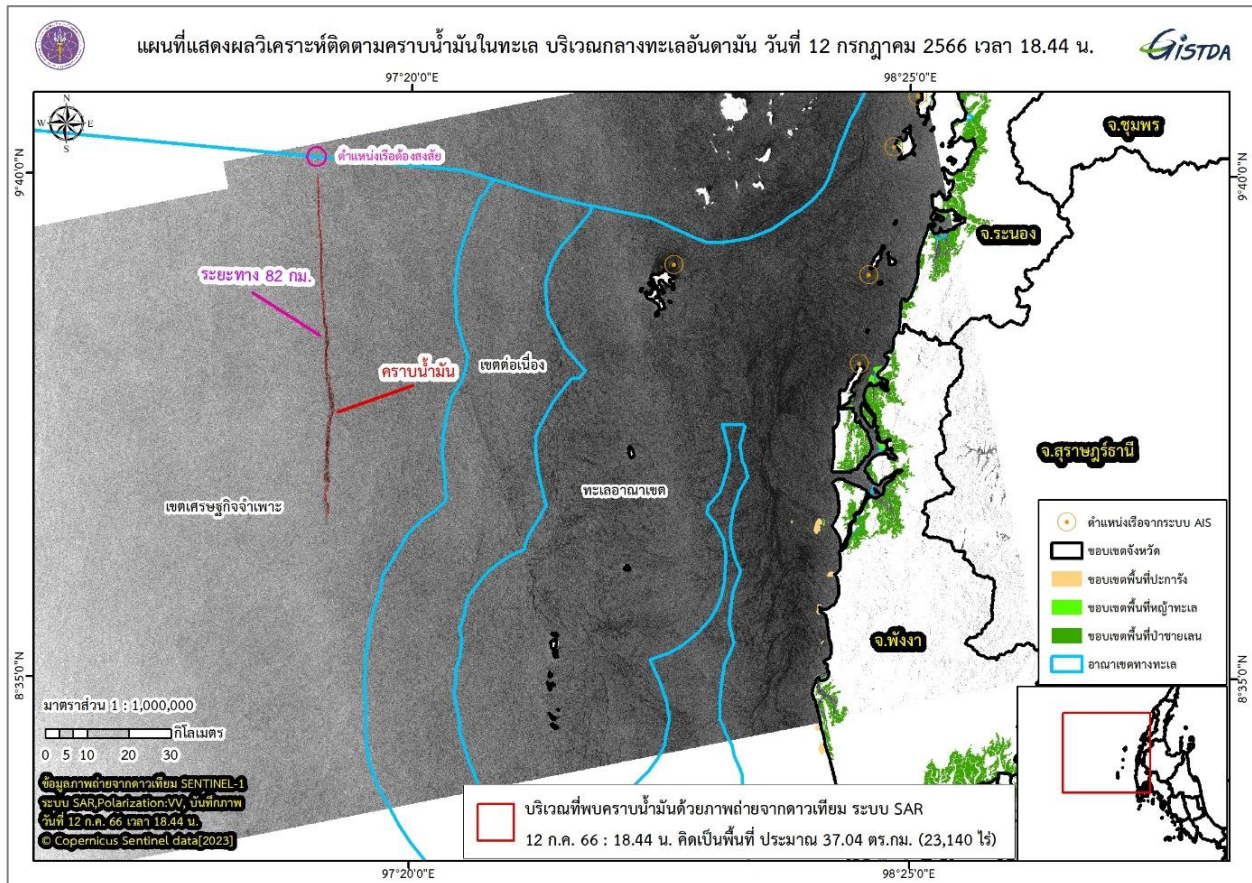 แผนที่แสดงผลวิเคราะห์ติดตามคราบน้ำมันในทะเล บริเวณกลางทะเลอันดามัน วันที่ 12 กรกฎาคม 2566 เวลา 18.44 น.
GISTDA
97°20'0"E
98°25'0"E
N
W
E
S
9°40'0"N
9°40'0"N
ตำแหน่งเรือต้องสงสัย
จ.ชุมพร
จ.ระนอง
ระยะทาง 82 กม.
คราบน้ำมัน
เขตต่อเนื่อง
จ.สุราษฎร์ธานี
ทะเลอาณาเขต
เขตเศรษฐกิจจำเพาะ
จ.พังงา
ตำแหน่งเรือจากระบบ AIS
ขอบเขตจังหวัด
ขอบเขตพื้นที่ปะการัง
ขอบเขตพื้นที่หญ้าทะเล
ขอบเขตพื้นที่ป่าชายเลน
อาณาเขตทางทะเล
8°35'0"N
8°35'0"N
มาตราส่วน 1 : 1,000,000
กิโลเมตร
0 5 10 20 30
ข้อมูลภาพถ่ายจากดาวเทียม SENTINEL-1
ระบบ SAR,Polarization:VV, บันทึกภาพ
วันที่ 12 ก.ค. 66 เวลา 18.44 น.
© Copernicus Sentinel data[2023]
บริเวณที่พบคราบน้ำมันด้วยภาพถ่ายจากดาวเทียม ระบบ SAR
12 ก.ค. 66 : 18.44 น. คิดเป็นพื้นที่ ประมาณ 37.04 ตร.กม. (23,140 ไร่)
97°20'0"E
98°25'0"E